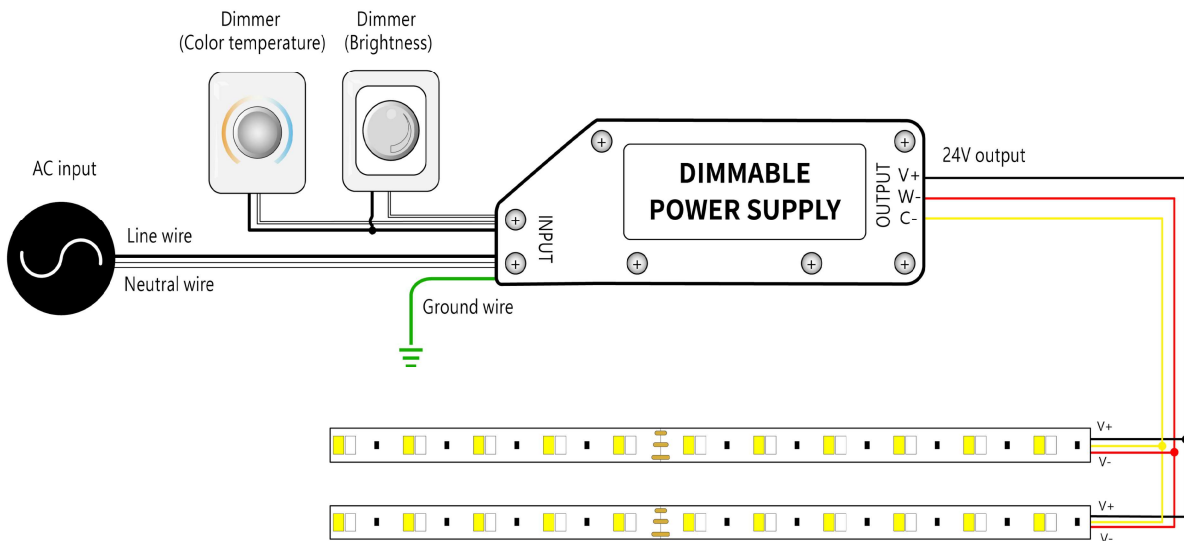 Dimmer
(Color temperature)
Dimmer
(Brightness)
AC input
Line wire
Neutral wire
Ground wire
INPUT
DIMMABLE
POWER SUPPLY
OUTPUT
V+
W-
C-
24V output
V+
V-
V+
V-